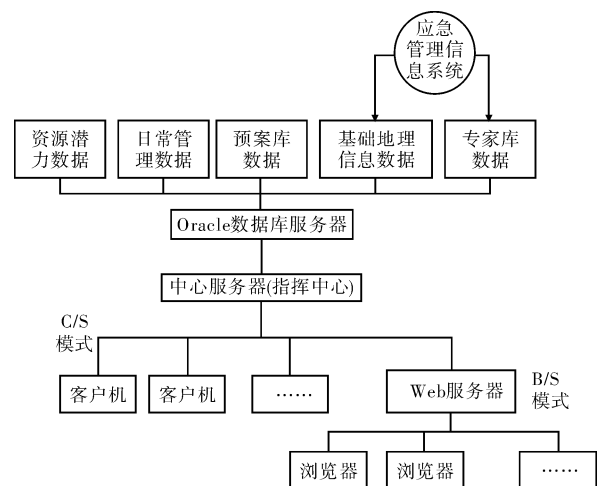 应急
管理信
息系统
资源潜
力数据
日常管
理数据
预案库
数据
基础地理
信息数据
专家库
数据
Oracle数据库服务器
中心服务器(指挥中心)
C/S
模式
客户机
客户机
……
Web服务器
B/S
模式
浏览器
浏览器
……